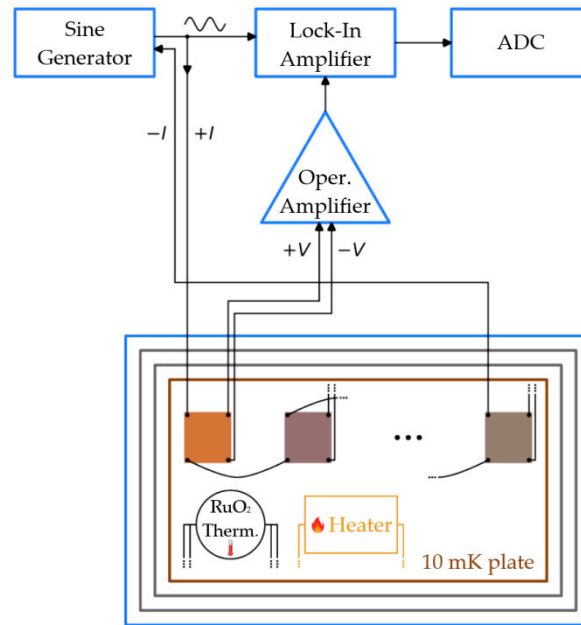 Sine
Generator
Lock-In
Amplifier
ADC
−I
+I
Oper.
Amplifier
+V
−V
RuO₂
Therm.
Heater
10 mK plate